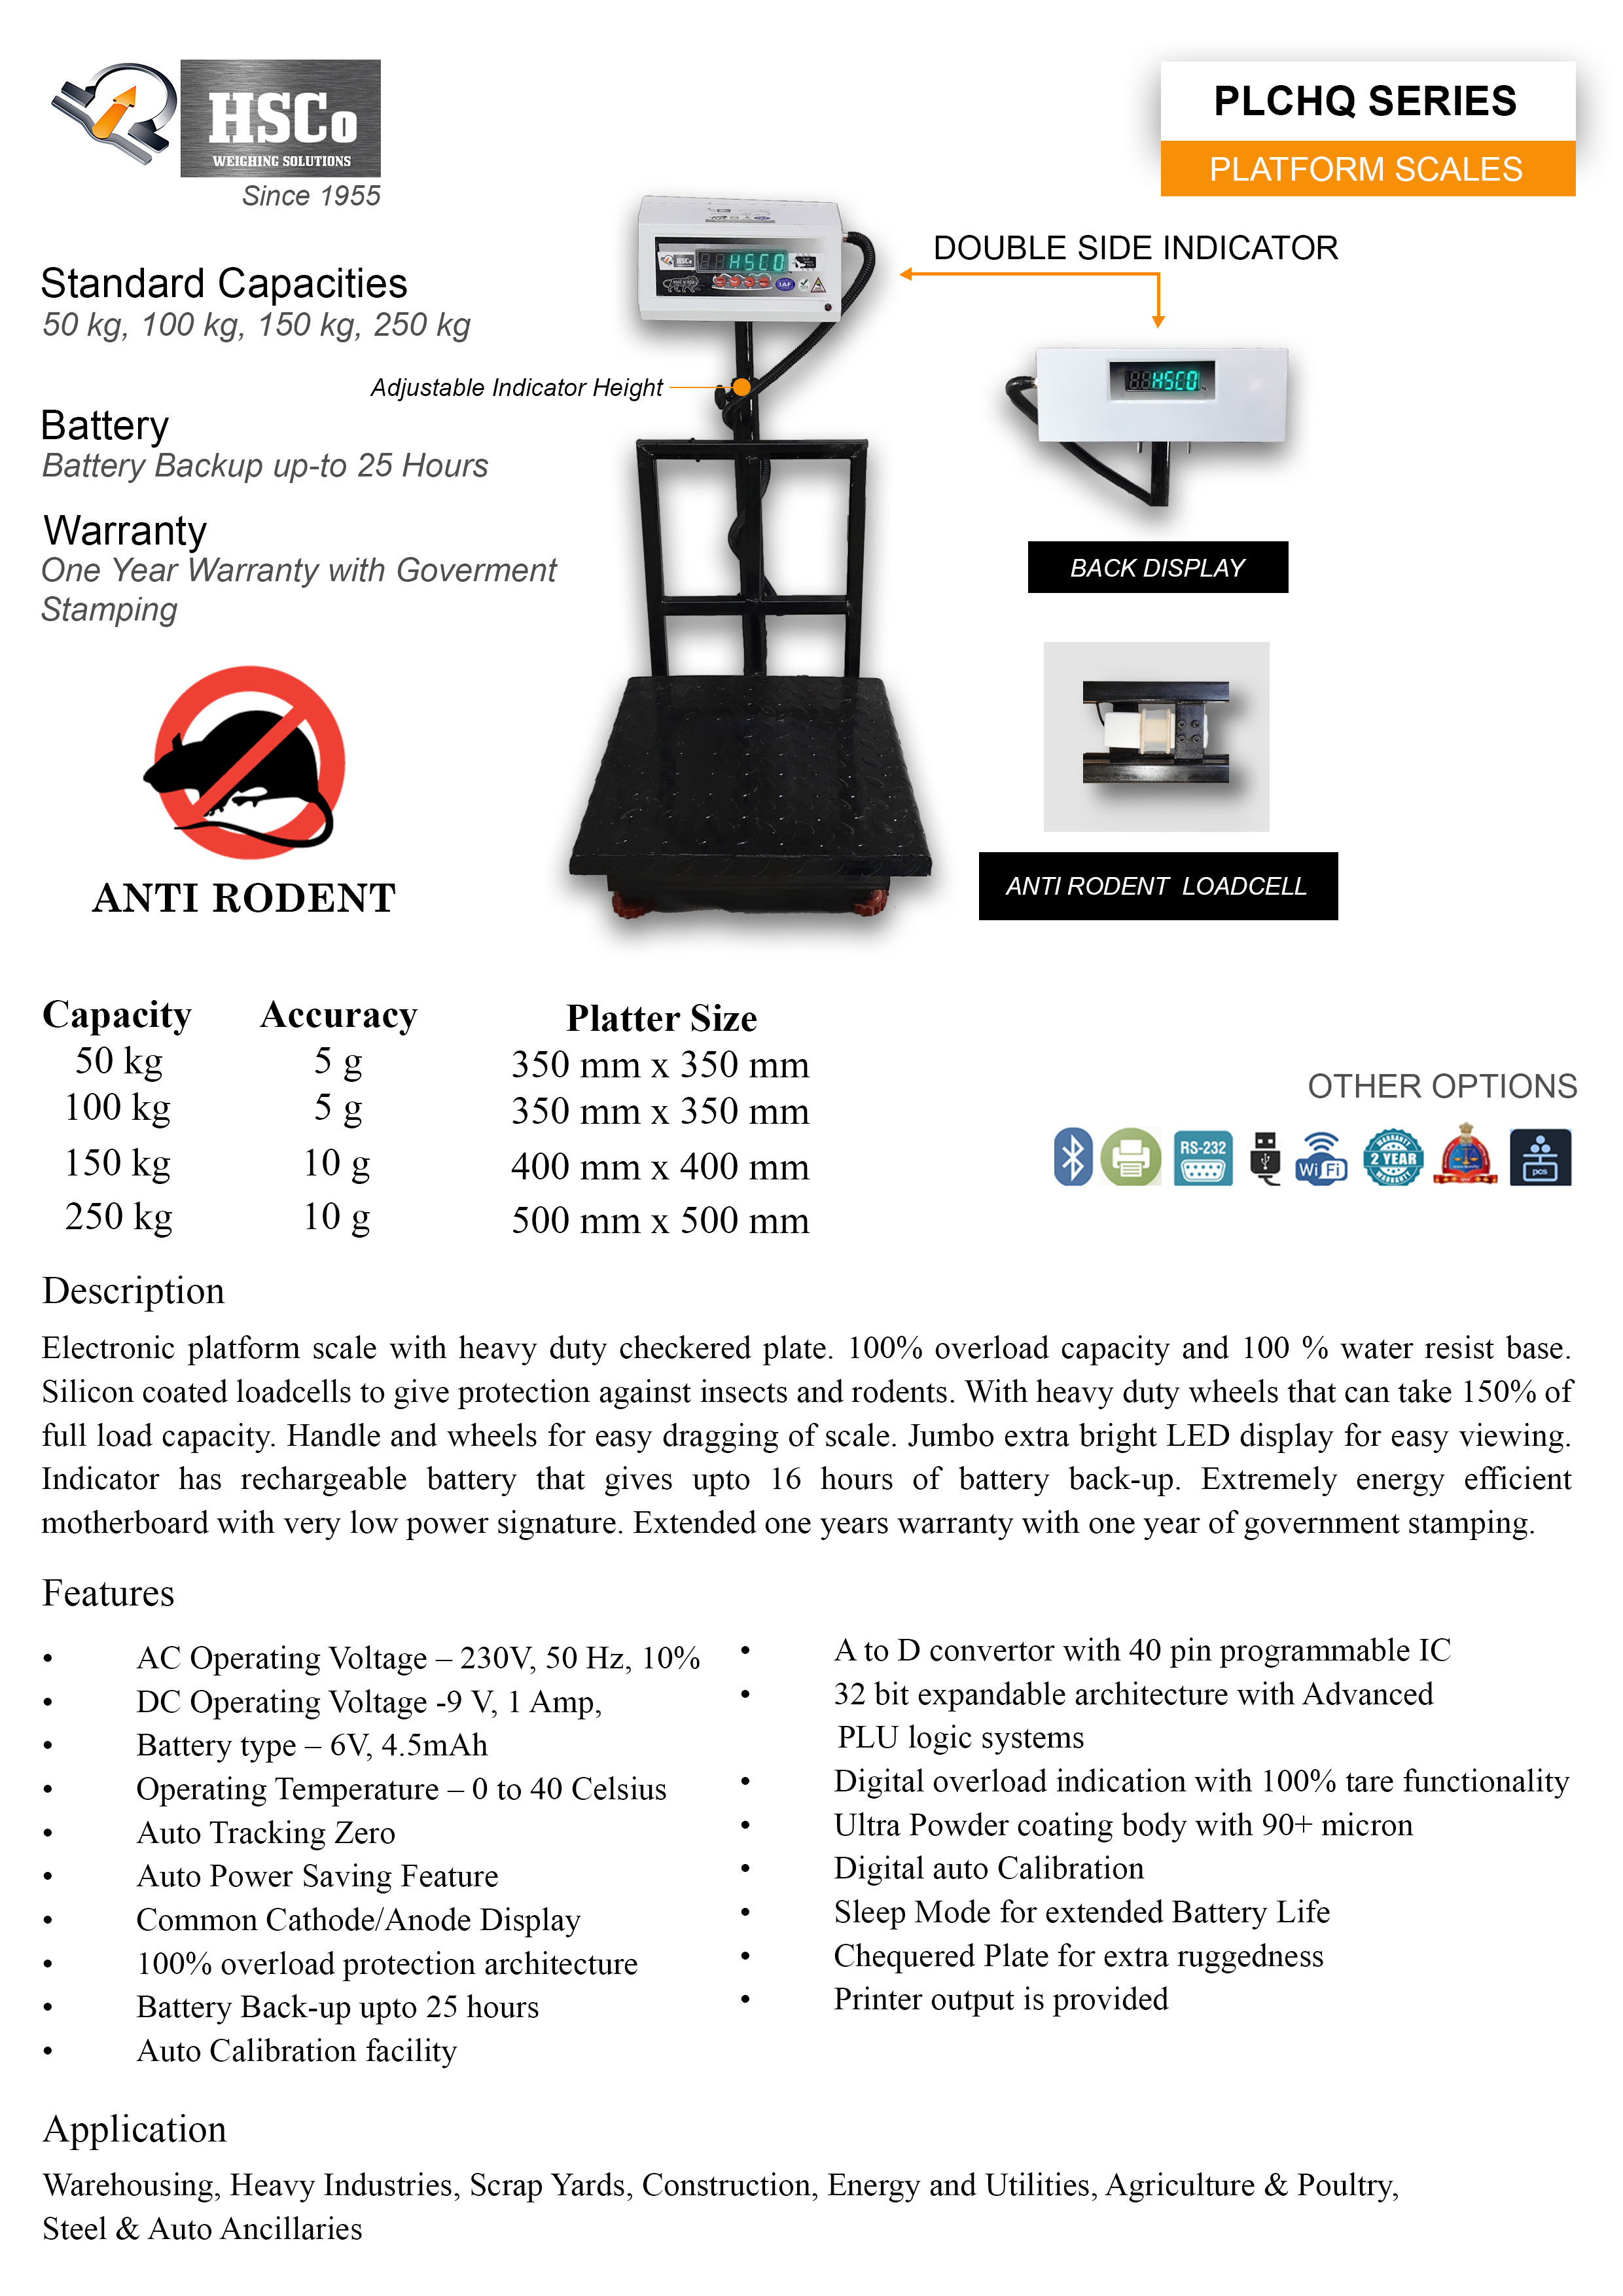 HSCo
WEIGHING SOLUTIONS
Since 1955
PLCHQ SERIES
PLATFORM SCALES
Standard Capacities
50 kg, 100 kg, 150 kg, 250 kg
Battery
Battery Backup up-to 25 Hours
Warranty
One Year Warranty with Goverment
Stamping
ANTI RODENT
HSCo
HSCO
IAF
Adjustable Indicator Height
DOUBLE SIDE INDICATOR
HSCO
BACK DISPLAY
ANTI RODENT LOADCELL
Capacity Accuracy Platter Size
50 kg 5 g 350 mm x 350 mm
100 kg 5 g 350 mm x 350 mm
150 kg 10 g 400 mm x 400 mm
250 kg 10 g 500 mm x 500 mm
OTHER OPTIONS
RS-232
WiFi
WARRANTY
2 YEAR
WARRANTY
pcs
Description
Electronic platform scale with heavy duty checkered plate. 100% overload capacity and 100 % water resist base.
Silicon coated loadcells to give protection against insects and rodents. With heavy duty wheels that can take 150% of
full load capacity. Handle and wheels for easy dragging of scale. Jumbo extra bright LED display for easy viewing.
Indicator has rechargeable battery that gives upto 16 hours of battery back-up. Extremely energy efficient
motherboard with very low power signature. Extended one years warranty with one year of government stamping.
Features
• AC Operating Voltage – 230V, 50 Hz, 10%
• DC Operating Voltage -9 V, 1 Amp,
• Battery type – 6V, 4.5mAh
• Operating Temperature – 0 to 40 Celsius
• Auto Tracking Zero
• Auto Power Saving Feature
• Common Cathode/Anode Display
• 100% overload protection architecture
• Battery Back-up upto 25 hours
• Auto Calibration facility
• A to D convertor with 40 pin programmable IC
• 32 bit expandable architecture with Advanced
PLU logic systems
• Digital overload indication with 100% tare functionality
• Ultra Powder coating body with 90+ micron
• Digital auto Calibration
• Sleep Mode for extended Battery Life
• Chequered Plate for extra ruggedness
• Printer output is provided
Application
Warehousing, Heavy Industries, Scrap Yards, Construction, Energy and Utilities, Agriculture & Poultry,
Steel & Auto Ancillaries